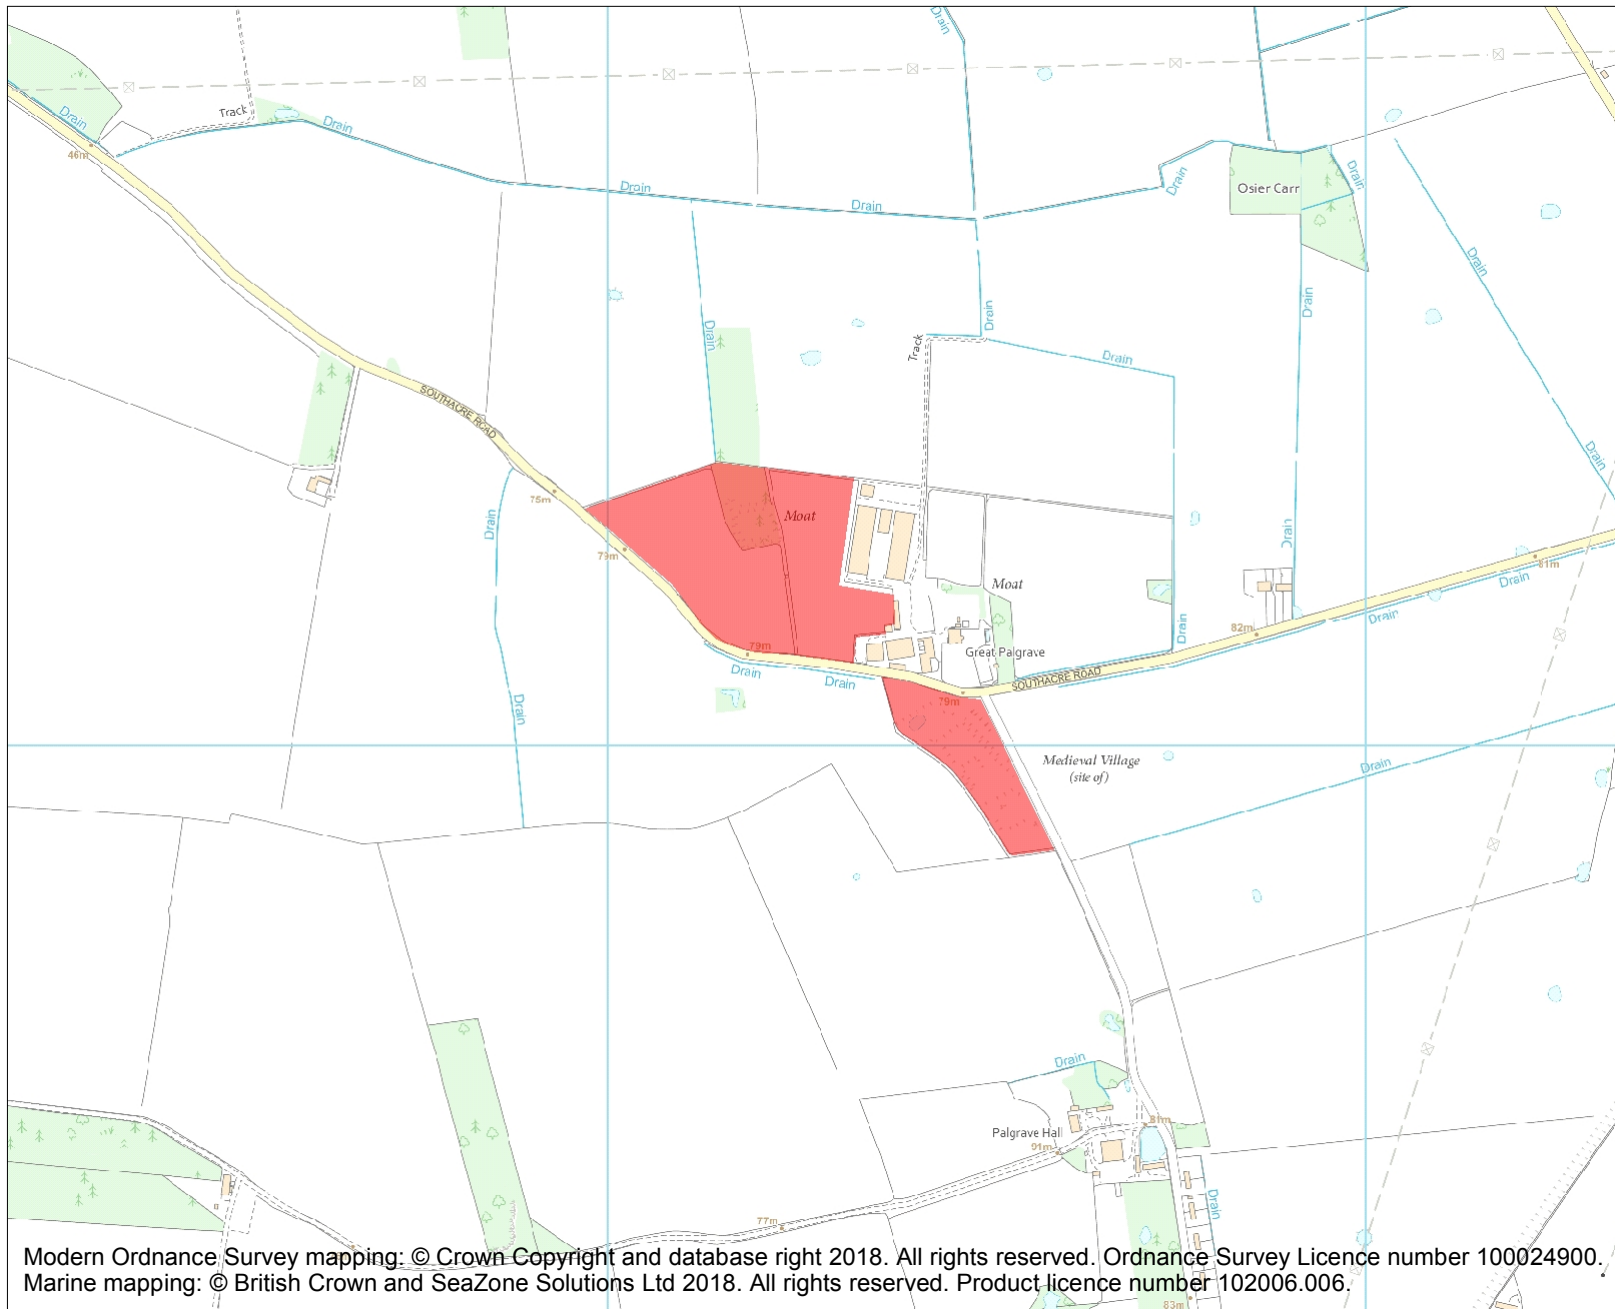 Drain
Track
Drain
Drain
46m
Drain
Drain
Drain
Drain
Osier Carr
Drain
Drain
Drain
Drain
Drain
Track
Drain
SOUTHACRE ROAD
75m
Drain
Moat
79m
Drain
Drain
81m
Drain
Moat
Drain
82m
Drain
79m
Great Palgrave
Drain
Drain
SOUTHACRE ROAD
79m
Drain
Medieval Village
(site of)
Drain
Drain
81m
Palgrave Hall
91m
Drain
77m
83m
Modern Ordnance Survey mapping: © Crown Copyright and database right 2018. All rights reserved. Ordnance Survey Licence number 100024900.
Marine mapping: © British Crown and SeaZone Solutions Ltd 2018. All rights reserved. Product licence number 102006.006.